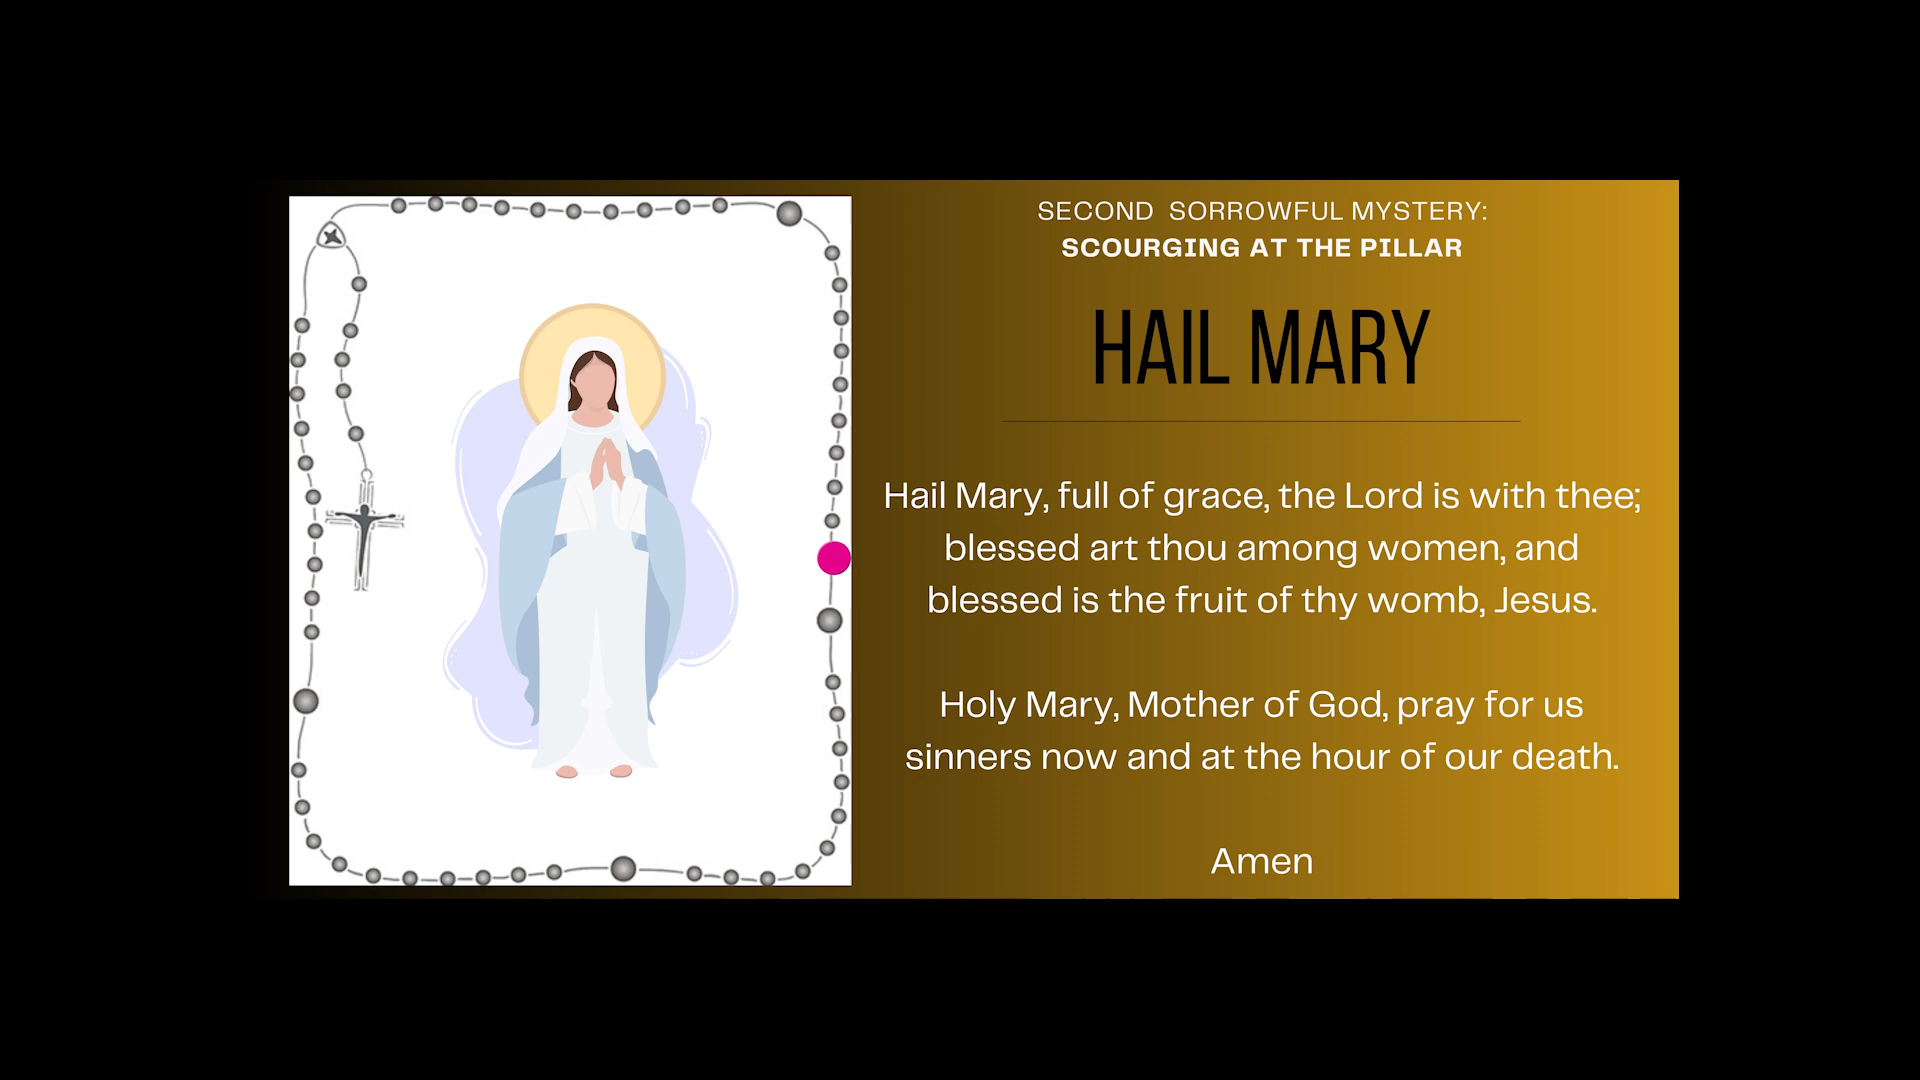 SECOND SORROWFUL MYSTERY:
SCOURGING AT THE PILLAR
HAIL MARY
Hail Mary, full of grace, the Lord is with thee;
blessed art thou among women, and
blessed is the fruit of thy womb, Jesus.
Holy Mary, Mother of God, pray for us
sinners now and at the hour of our death.
Amen